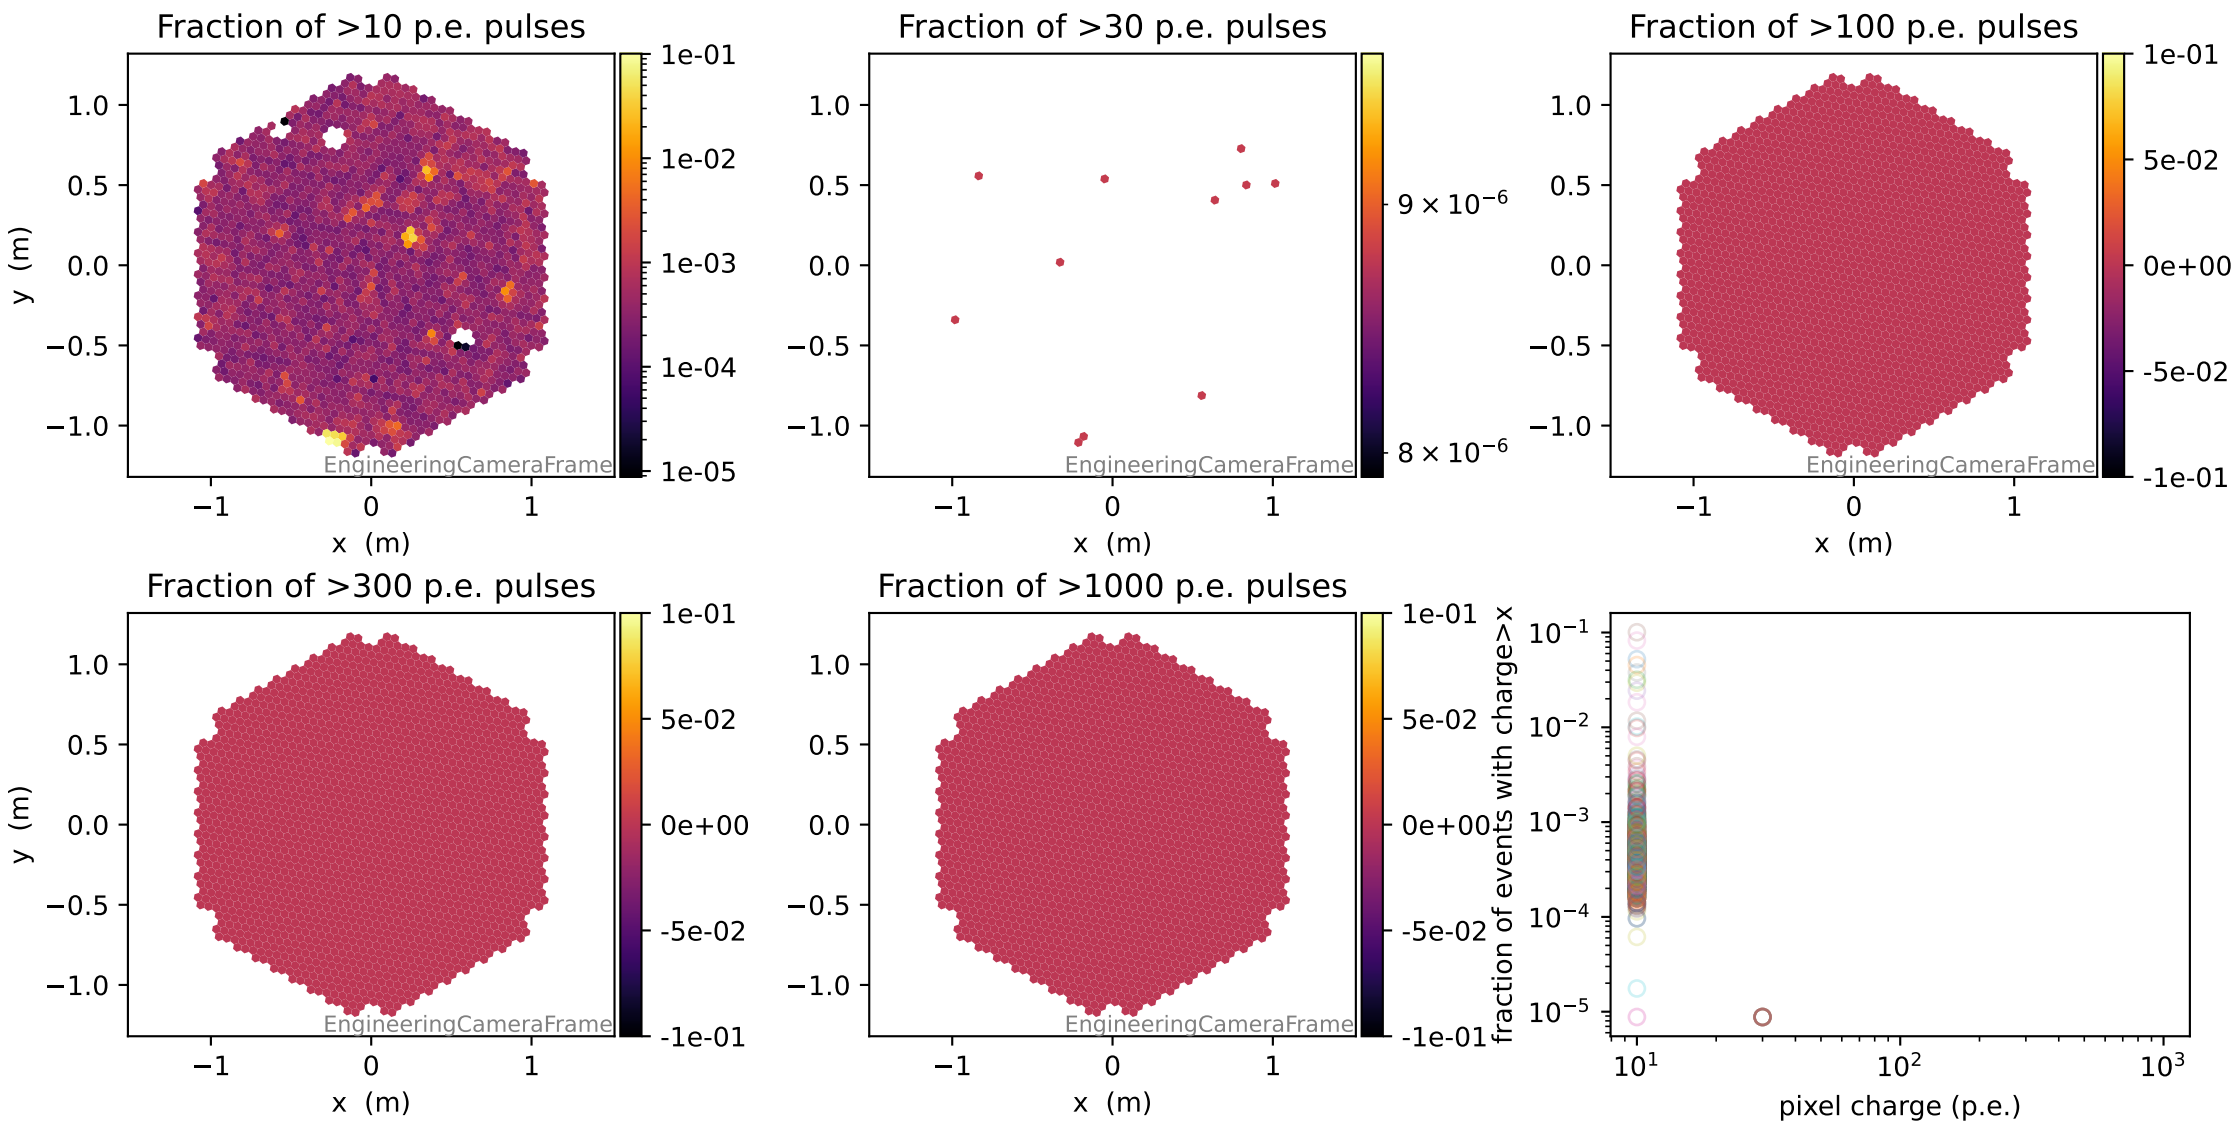 Fraction of >10 p.e. pulses
1e-01
1e-02
1e-03
1e-04
1e-05
1.0
0.5
0.0
−0.5
−1.0
y (m)
−1 0 1
x (m)
EngineeringCameraFrame
Fraction of >30 p.e. pulses
9 × 10⁻⁶
8 × 10⁻⁶
1.0
0.5
0.0
−0.5
−1.0
−1 0 1
x (m)
EngineeringCameraFrame
Fraction of >100 p.e. pulses
1e-01
5e-02
0e+00
-5e-02
-1e-01
1.0
0.5
0.0
−0.5
−1.0
−1 0 1
x (m)
EngineeringCameraFrame
Fraction of >300 p.e. pulses
1e-01
5e-02
0e+00
-5e-02
-1e-01
1.0
0.5
0.0
−0.5
−1.0
y (m)
−1 0 1
x (m)
EngineeringCameraFrame
Fraction of >1000 p.e. pulses
1e-01
5e-02
0e+00
-5e-02
-1e-01
1.0
0.5
0.0
−0.5
−1.0
−1 0 1
x (m)
EngineeringCameraFrame
fraction of events with charge>x
10⁻¹
10⁻²
10⁻³
10⁻⁴
10⁻⁵
10¹ 10² 10³
pixel charge (p.e.)